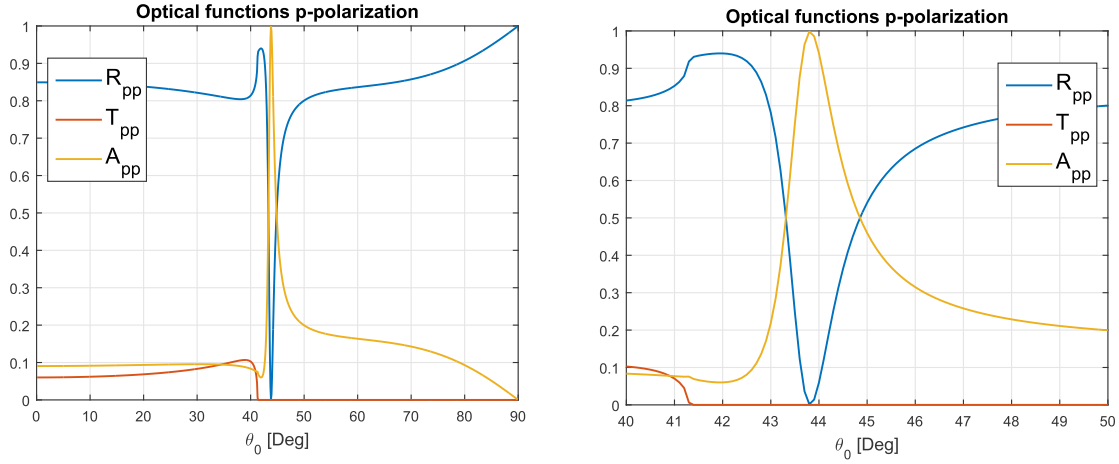 Optical functions p-polarization
1
0.9
0.8
0.7
0.6
0.5
0.4
0.3
0.2
0.1
0
R_pp
T_pp
A_pp
0 10 20 30 40 50 60 70 80 90
θ_0 [Deg]
Optical functions p-polarization
1
0.9
0.8
0.7
0.6
0.5
0.4
0.3
0.2
0.1
0
R_pp
T_pp
A_pp
40 41 42 43 44 45 46 47 48 49 50
θ_0 [Deg]